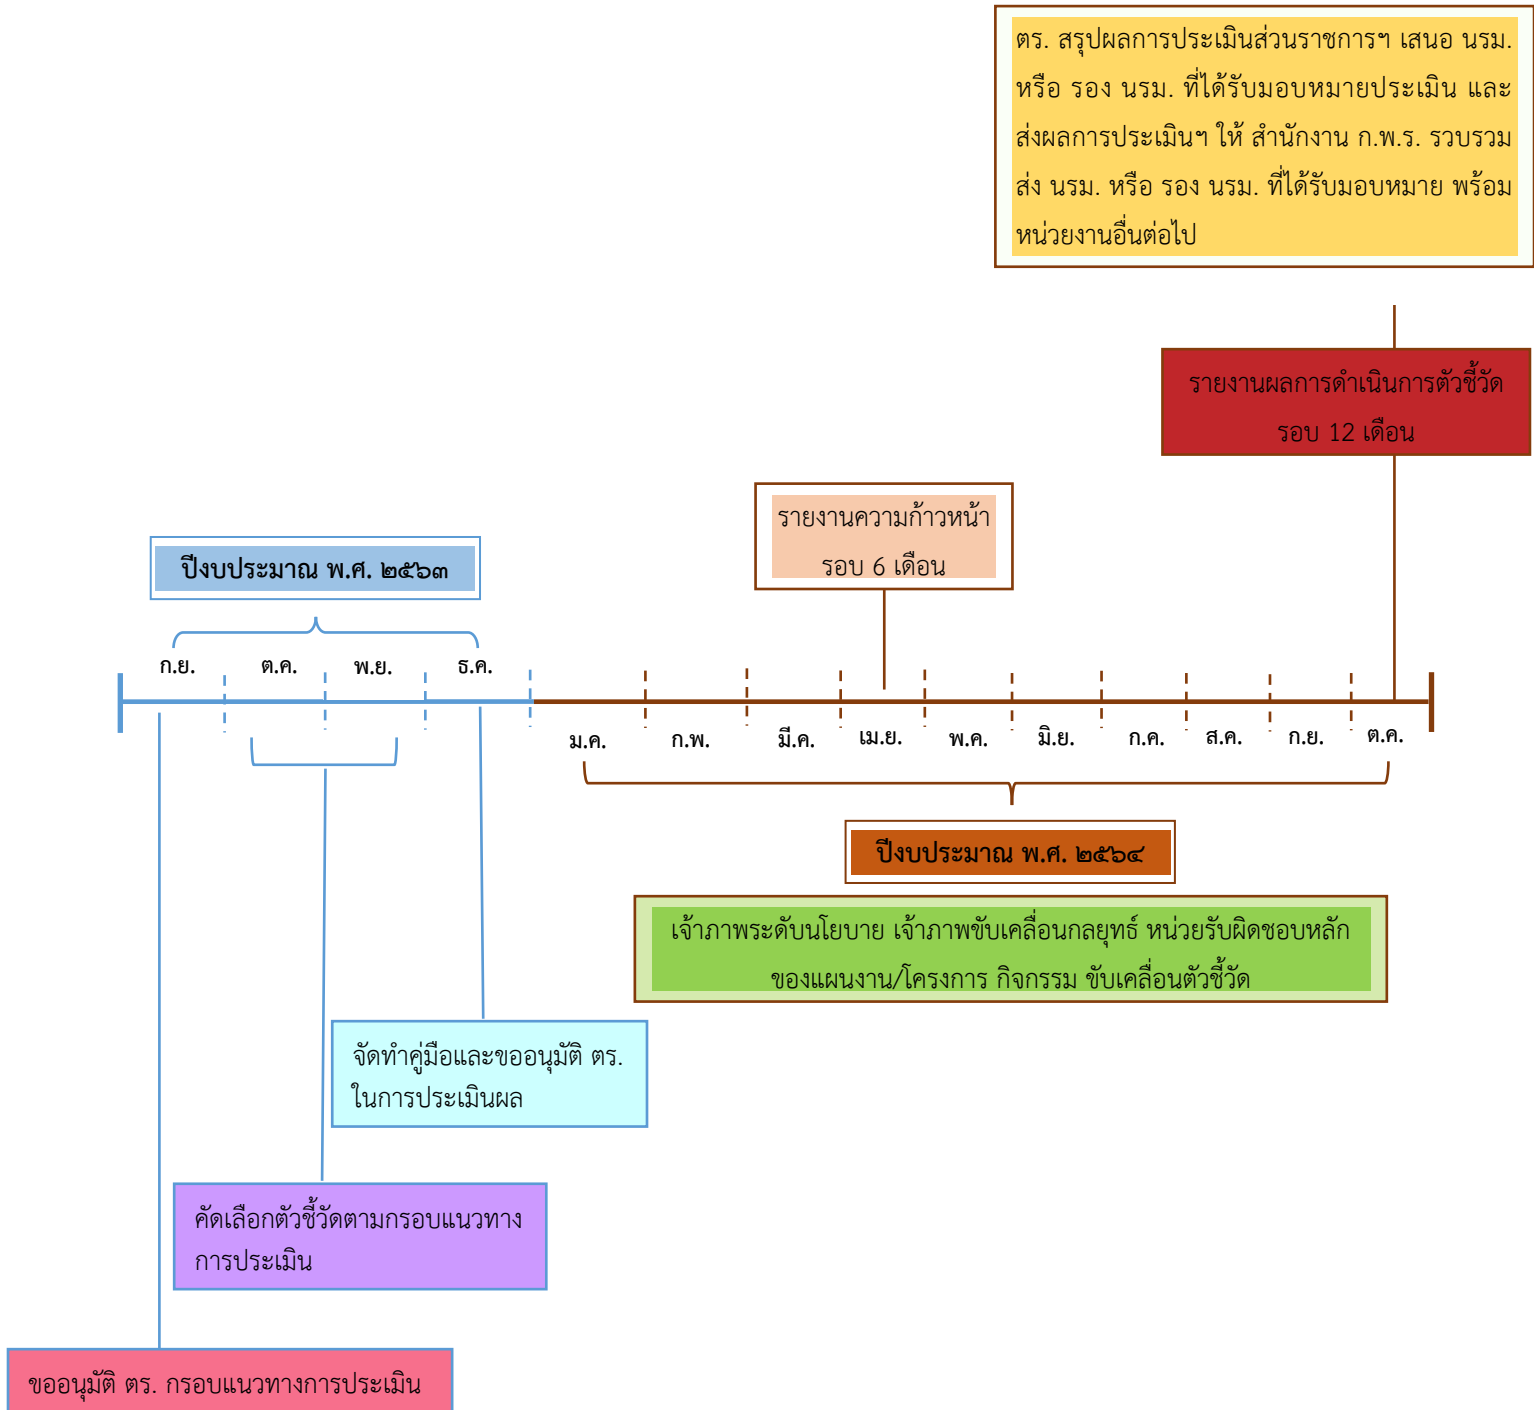 ตร. สรุปผลการประเมินส่วนราชการฯ เสนอ นรม.
หรือ รอง นรม. ที่ได้รับมอบหมายประเมิน และ
ส่งผลการประเมินฯ ให้ สำนักงาน ก.พ.ร. รวบรวม
ส่ง นรม. หรือ รอง นรม. ที่ได้รับมอบหมาย พร้อม
หน่วยงานอื่นต่อไป
รายงานผลการดำเนินการตัวชี้วัด
รอบ 12 เดือน
รายงานความก้าวหน้า
รอบ 6 เดือน
ปีงบประมาณ พ.ศ. ๒๕๖๓
ก.ย. ต.ค. พ.ย. ธ.ค.
ม.ค. ก.พ. มี.ค. เม.ย. พ.ค. มิ.ย. ก.ค. ส.ค. ก.ย. ต.ค.
ปีงบประมาณ พ.ศ. ๒๕๖๔
เจ้าภาพระดับนโยบาย เจ้าภาพขับเคลื่อนกลยุทธ์ หน่วยรับผิดชอบหลัก
ของแผนงาน/โครงการ กิจกรรม ขับเคลื่อนตัวชี้วัด
จัดทำคู่มือและขออนุมัติ ตร.
ในการประเมินผล
คัดเลือกตัวชี้วัดตามกรอบแนวทาง
การประเมิน
ขออนุมัติ ตร. กรอบแนวทางการประเมิน